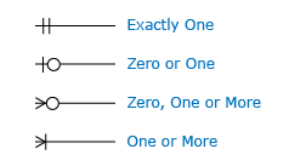 Exactly One
Zero or One
Zero, One or More
One or More